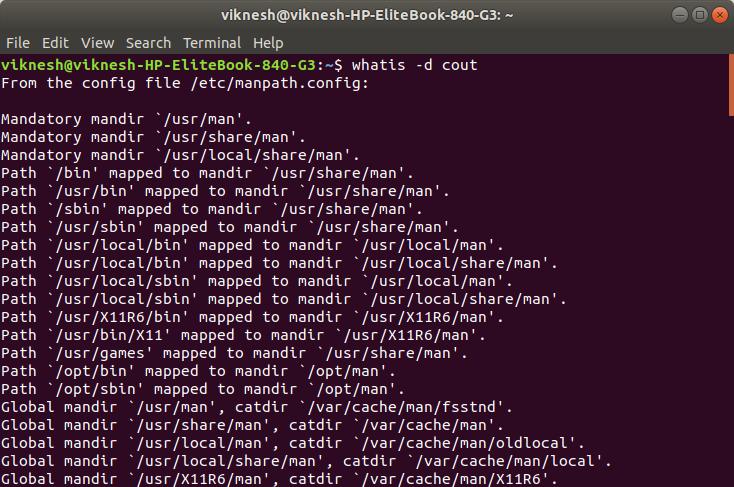 viknesh@viknesh-HP-EliteBook-840-G3: ~
File Edit View Search Terminal Help
viknesh@viknesh-HP-EliteBook-840-G3:~$ whatis -d cout
From the config file /etc/manpath.config:

Mandatory mandir `/usr/man'.
Mandatory mandir `/usr/share/man'.
Mandatory mandir `/usr/local/share/man'.
Path `/bin' mapped to mandir `/usr/share/man'.
Path `/usr/bin' mapped to mandir `/usr/share/man'.
Path `/sbin' mapped to mandir `/usr/share/man'.
Path `/usr/sbin' mapped to mandir `/usr/share/man'.
Path `/usr/local/bin' mapped to mandir `/usr/local/man'.
Path `/usr/local/bin' mapped to mandir `/usr/local/share/man'.
Path `/usr/local/sbin' mapped to mandir `/usr/local/man'.
Path `/usr/local/sbin' mapped to mandir `/usr/local/share/man'.
Path `/usr/X11R6/bin' mapped to mandir `/usr/X11R6/man'.
Path `/usr/bin/X11' mapped to mandir `/usr/X11R6/man'.
Path `/usr/games' mapped to mandir `/usr/share/man'.
Path `/opt/bin' mapped to mandir `/opt/man'.
Path `/opt/sbin' mapped to mandir `/opt/man'.
Global mandir `/usr/man', catdir `/var/cache/man/fsstnd'.
Global mandir `/usr/share/man', catdir `/var/cache/man'.
Global mandir `/usr/local/man', catdir `/var/cache/man/oldlocal'.
Global mandir `/usr/local/share/man', catdir `/var/cache/man/local'.
Global mandir `/usr/X11R6/man', catdir `/var/cache/man/X11R6'.